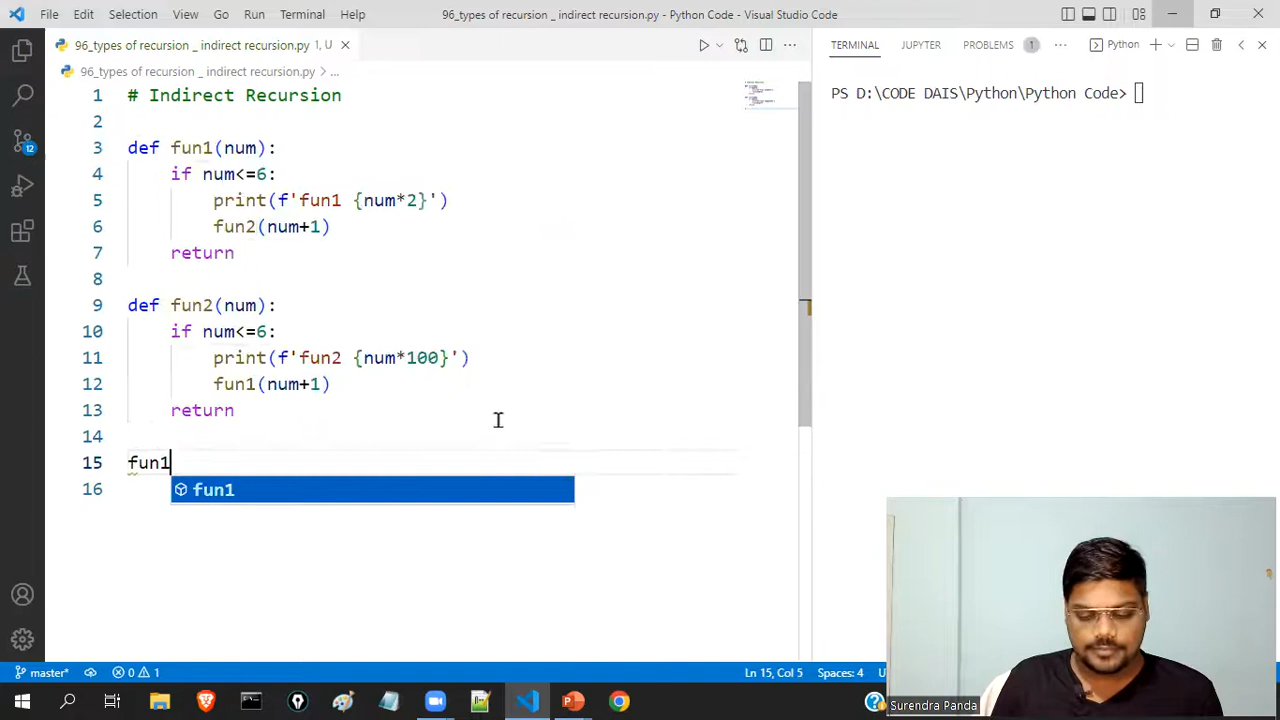 File Edit Selection View Go Run Terminal Help 96_types of recursion _ indirect recursion.py - Python Code - Visual Studio Code
96_types of recursion _ indirect recursion.py 1, U
96_types of recursion _ indirect recursion.py > ...
1 # Indirect Recursion
2
3 def fun1(num):
4 if num<=6:
5 print(f'fun1 {num*2}')
6 fun2(num+1)
7 return
8
9 def fun2(num):
10 if num<=6:
11 print(f'fun2 {num*100}')
12 fun1(num+1)
13 return
14
15 fun1
fun1
16
TERMINAL JUPYTER PROBLEMS 1 ... Python
PS D:\CODE DAIS\Python\Python Code>
12
master* 0 1 Ln 15, Col 5 Spaces: 4
Surendra Panda